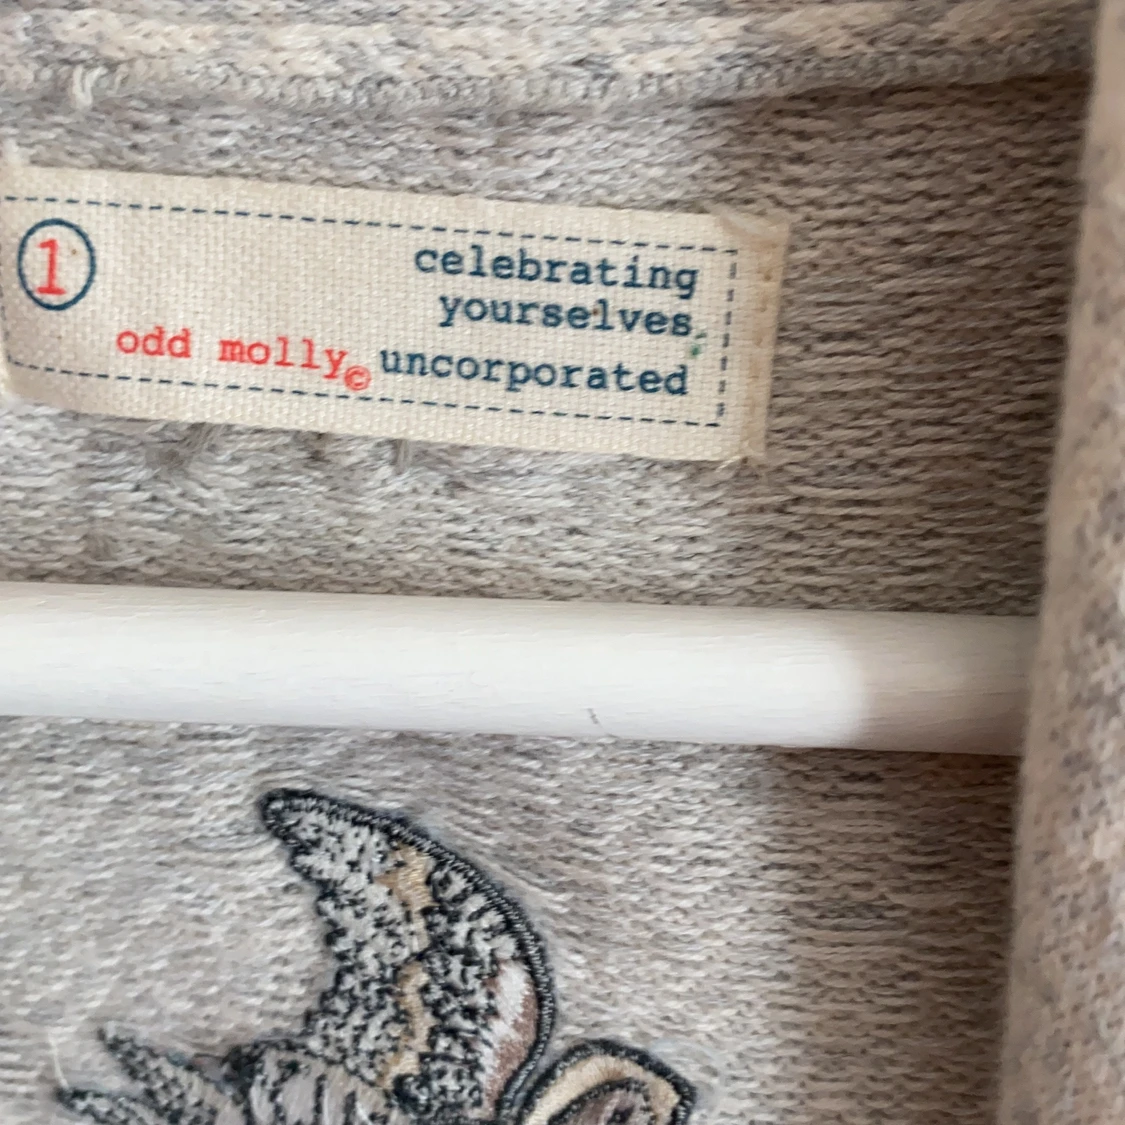 1
celebrating
yourselves.
odd molly© uncorporated